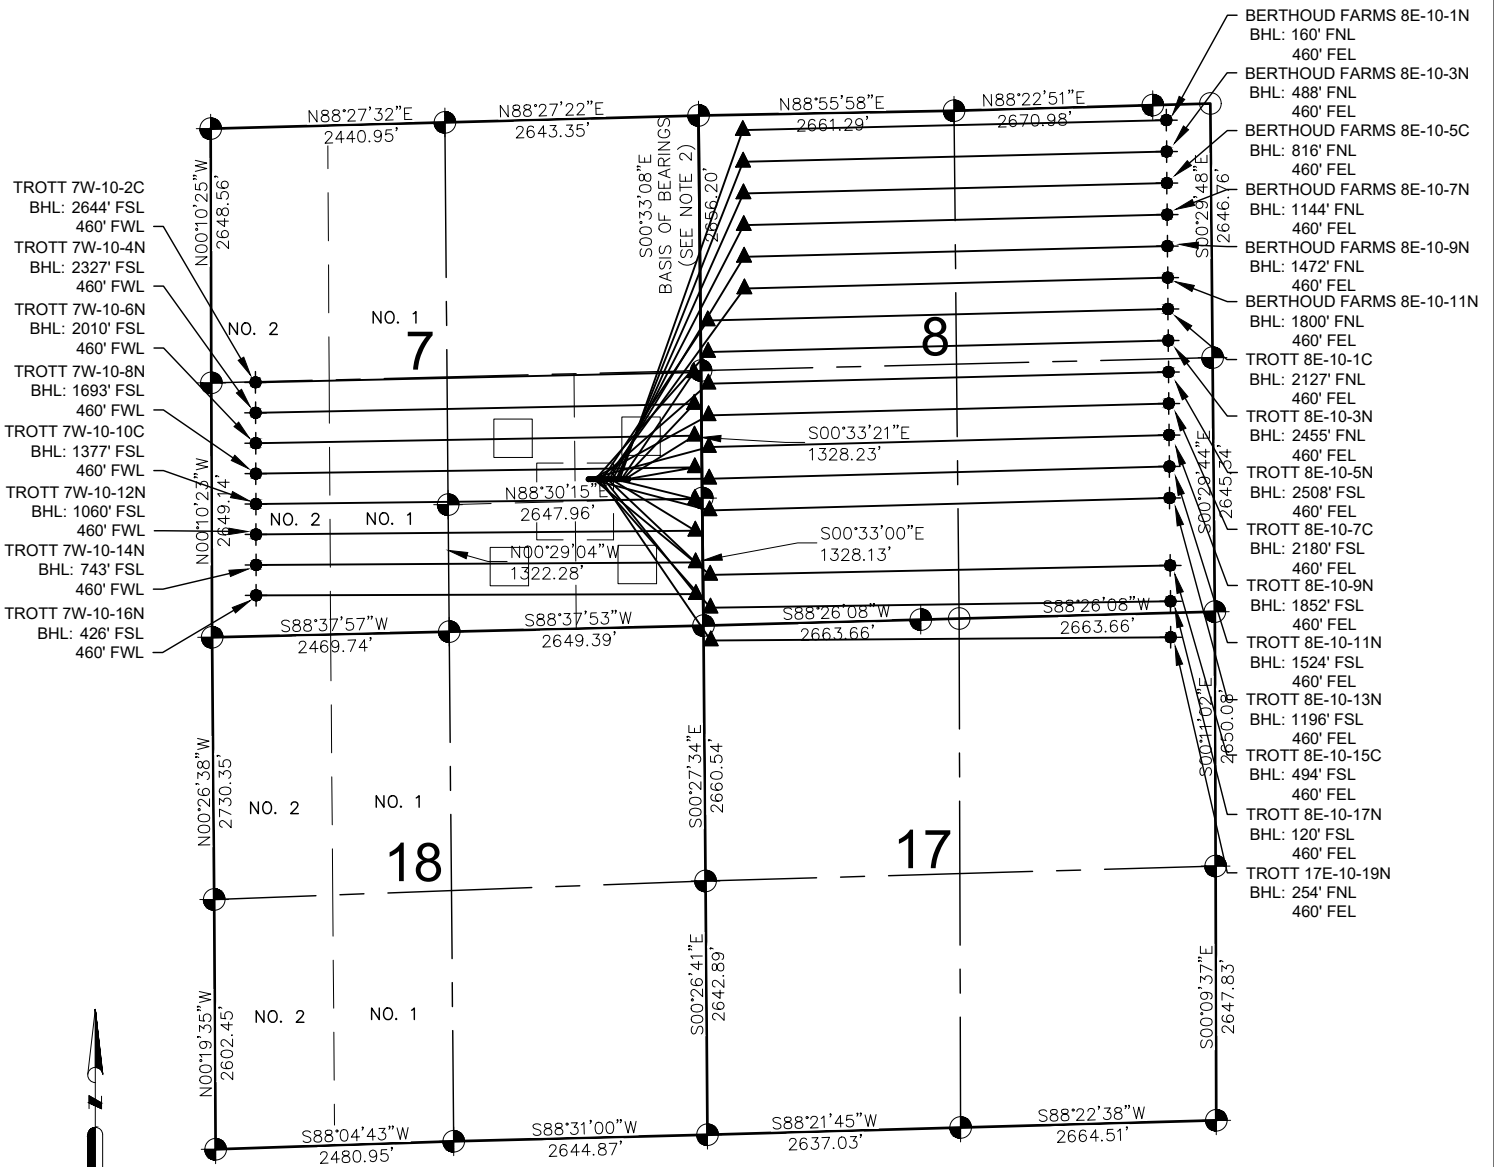 BERTHOUD FARMS 8E-10-1N
BHL: 160' FNL
460' FEL
BERTHOUD FARMS 8E-10-3N
BHL: 488' FNL
460' FEL
BERTHOUD FARMS 8E-10-5C
BHL: 816' FNL
460' FEL
BERTHOUD FARMS 8E-10-7N
BHL: 1144' FNL
460' FEL
BERTHOUD FARMS 8E-10-9N
BHL: 1472' FNL
460' FEL
BERTHOUD FARMS 8E-10-11N
BHL: 1800' FNL
460' FEL
TROTT 8E-10-1C
BHL: 2127' FNL
460' FEL
TROTT 8E-10-3N
BHL: 2455' FNL
460' FEL
TROTT 8E-10-5N
BHL: 2508' FSL
460' FEL
TROTT 8E-10-7C
BHL: 2180' FSL
460' FEL
TROTT 8E-10-9N
BHL: 1852' FSL
460' FEL
TROTT 8E-10-11N
BHL: 1524' FSL
460' FEL
TROTT 8E-10-13N
BHL: 1196' FSL
460' FEL
TROTT 8E-10-15C
BHL: 494' FSL
460' FEL
TROTT 8E-10-17N
BHL: 120' FSL
460' FEL
TROTT 17E-10-19N
BHL: 254' FNL
460' FEL
TROTT 7W-10-2C
BHL: 2644' FSL
460' FWL
TROTT 7W-10-4N
BHL: 2327' FSL
460' FWL
TROTT 7W-10-6N
BHL: 2010' FSL
460' FWL
TROTT 7W-10-8N
BHL: 1693' FSL
460' FWL
TROTT 7W-10-10C
BHL: 1377' FSL
460' FWL
TROTT 7W-10-12N
BHL: 1060' FSL
460' FWL
TROTT 7W-10-14N
BHL: 743' FSL
460' FWL
TROTT 7W-10-16N
BHL: 426' FSL
460' FWL
N88°27'32"E
2440.95'
N88°27'22"E
2643.35'
N88°55'58"E
2661.29'
N88°22'51"E
2670.98'
N00°10'25"W
2648.56'
S00°33'08"E
2656.20'
BASIS OF BEARINGS
(SEE NOTE 2)
S00°29'48"E
2646.76'
NO. 2
NO. 1
7
8
S00°33'21"E
1328.23'
N00°10'23"W
2649.14'
N88°30'15"E
2647.96'
S00°29'44"E
2645.34'
NO. 2
NO. 1
N00°29'04"W
1322.28'
S00°33'00"E
1328.13'
S88°37'57"W
2469.74'
S88°37'53"W
2649.39'
S88°26'08"W
2663.66'
S88°26'08"W
2663.66'
N00°26'38"W
2730.35'
S00°27'34"E
2660.54'
S00°11'02"E
2650.08'
NO. 2
NO. 1
18
17
N00°19'35"W
2602.45'
S00°26'41"E
2642.89'
S00°09'37"E
2647.83'
NO. 2
NO. 1
S88°04'43"W
2480.95'
S88°31'00"W
2644.87'
S88°21'45"W
2637.03'
S88°22'38"W
2664.51'